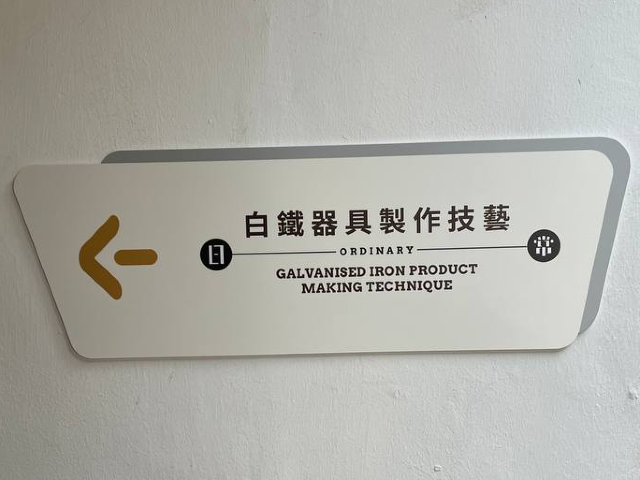 白鐵器具製作技藝
ORDINARY
GALVANISED IRON PRODUCT
MAKING TECHNIQUE